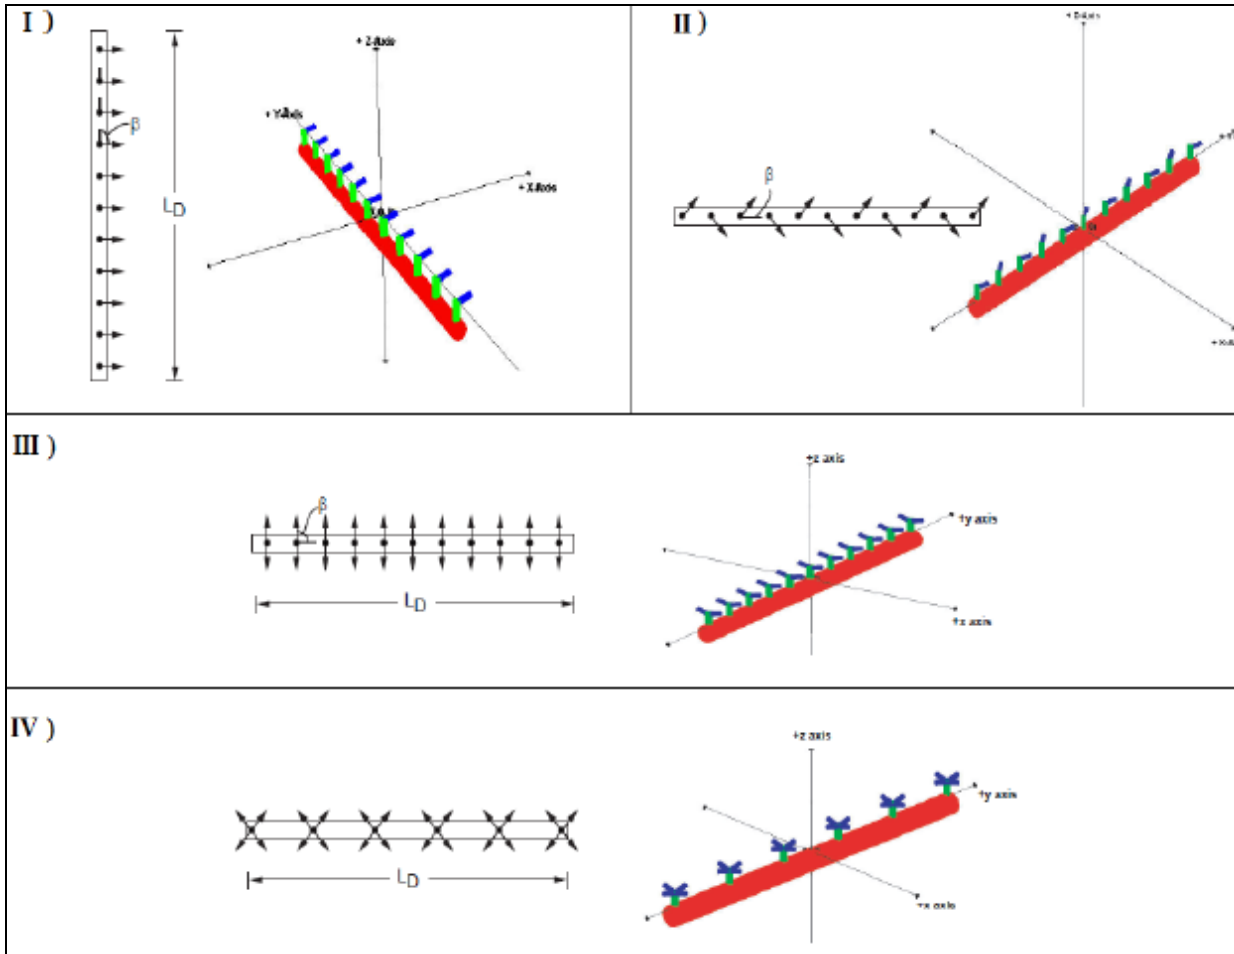 I )
+ Z-Axis
+ Y-Axis
+ X-Axis
β
LD
II )
β
III )
β
LD
+z axis
+y axis
+x axis
IV )
LD
+z axis
+y axis
+x axis